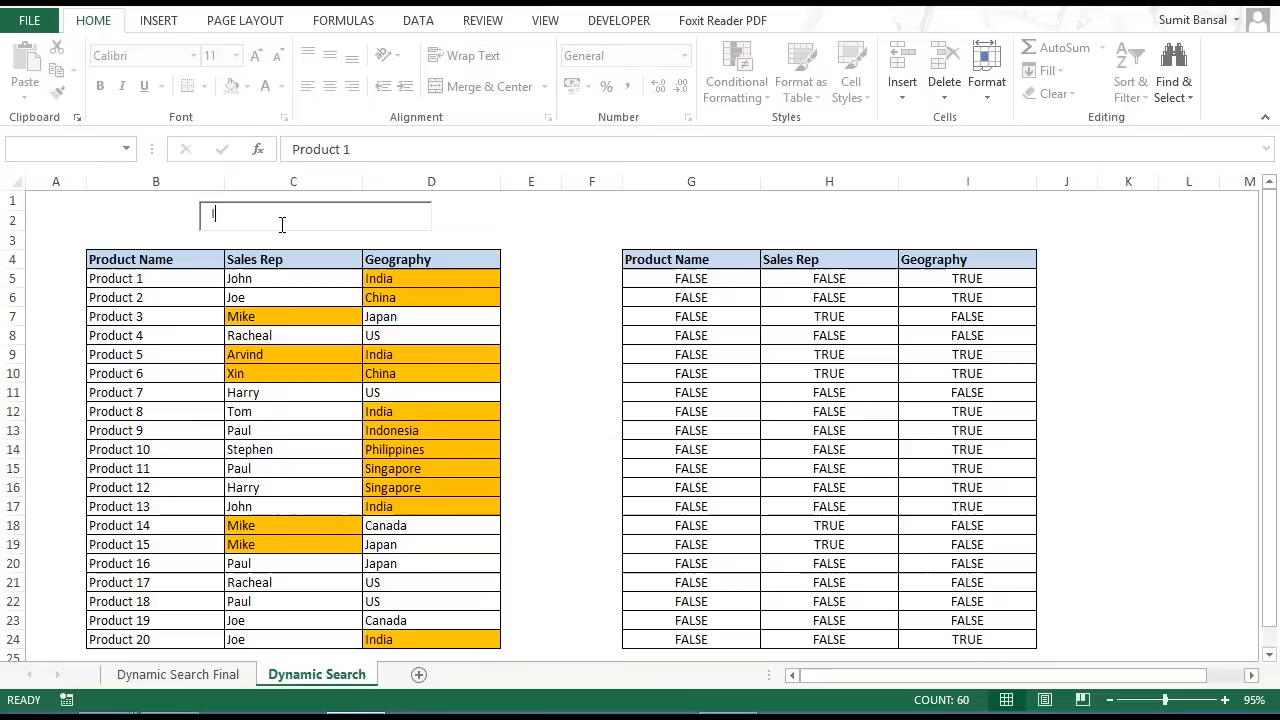 FILE HOME INSERT PAGE LAYOUT FORMULAS DATA REVIEW VIEW DEVELOPER Foxit Reader PDF Sumit Bansal
Paste Calibri 11 Wrap Text General Conditional Formatting Format as Table Cell Styles Insert Delete Format AutoSum Fill Clear Sort & Filter Find & Select
B I U A Merge & Center % ,
Clipboard Font Alignment Number Styles Cells Editing
fx Product 1
A B C D E F G H I J K L M
1
2 I
3
4 Product Name Sales Rep Geography Product Name Sales Rep Geography
5 Product 1 John India FALSE FALSE TRUE
6 Product 2 Joe China FALSE FALSE TRUE
7 Product 3 Mike Japan FALSE TRUE FALSE
8 Product 4 Racheal US FALSE FALSE FALSE
9 Product 5 Arvind India FALSE TRUE TRUE
10 Product 6 Xin China FALSE TRUE TRUE
11 Product 7 Harry US FALSE FALSE FALSE
12 Product 8 Tom India FALSE FALSE TRUE
13 Product 9 Paul Indonesia FALSE FALSE TRUE
14 Product 10 Stephen Philippines FALSE FALSE TRUE
15 Product 11 Paul Singapore FALSE FALSE TRUE
16 Product 12 Harry Singapore FALSE FALSE TRUE
17 Product 13 John India FALSE FALSE TRUE
18 Product 14 Mike Canada FALSE TRUE FALSE
19 Product 15 Mike Japan FALSE TRUE FALSE
20 Product 16 Paul Japan FALSE FALSE FALSE
21 Product 17 Racheal US FALSE FALSE FALSE
22 Product 18 Paul US FALSE FALSE FALSE
23 Product 19 Joe Canada FALSE FALSE FALSE
24 Product 20 Joe India FALSE FALSE TRUE
25
Dynamic Search Final Dynamic Search
READY COUNT: 60 95%